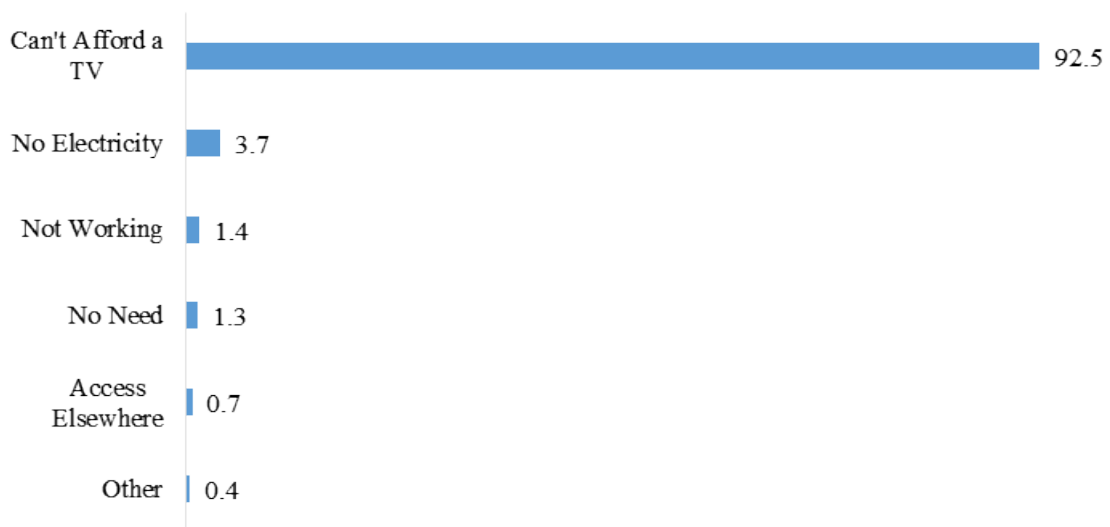 Can't Afford a
TV
92.5
No Electricity
3.7
Not Working
1.4
No Need
1.3
Access
Elsewhere
0.7
Other
0.4